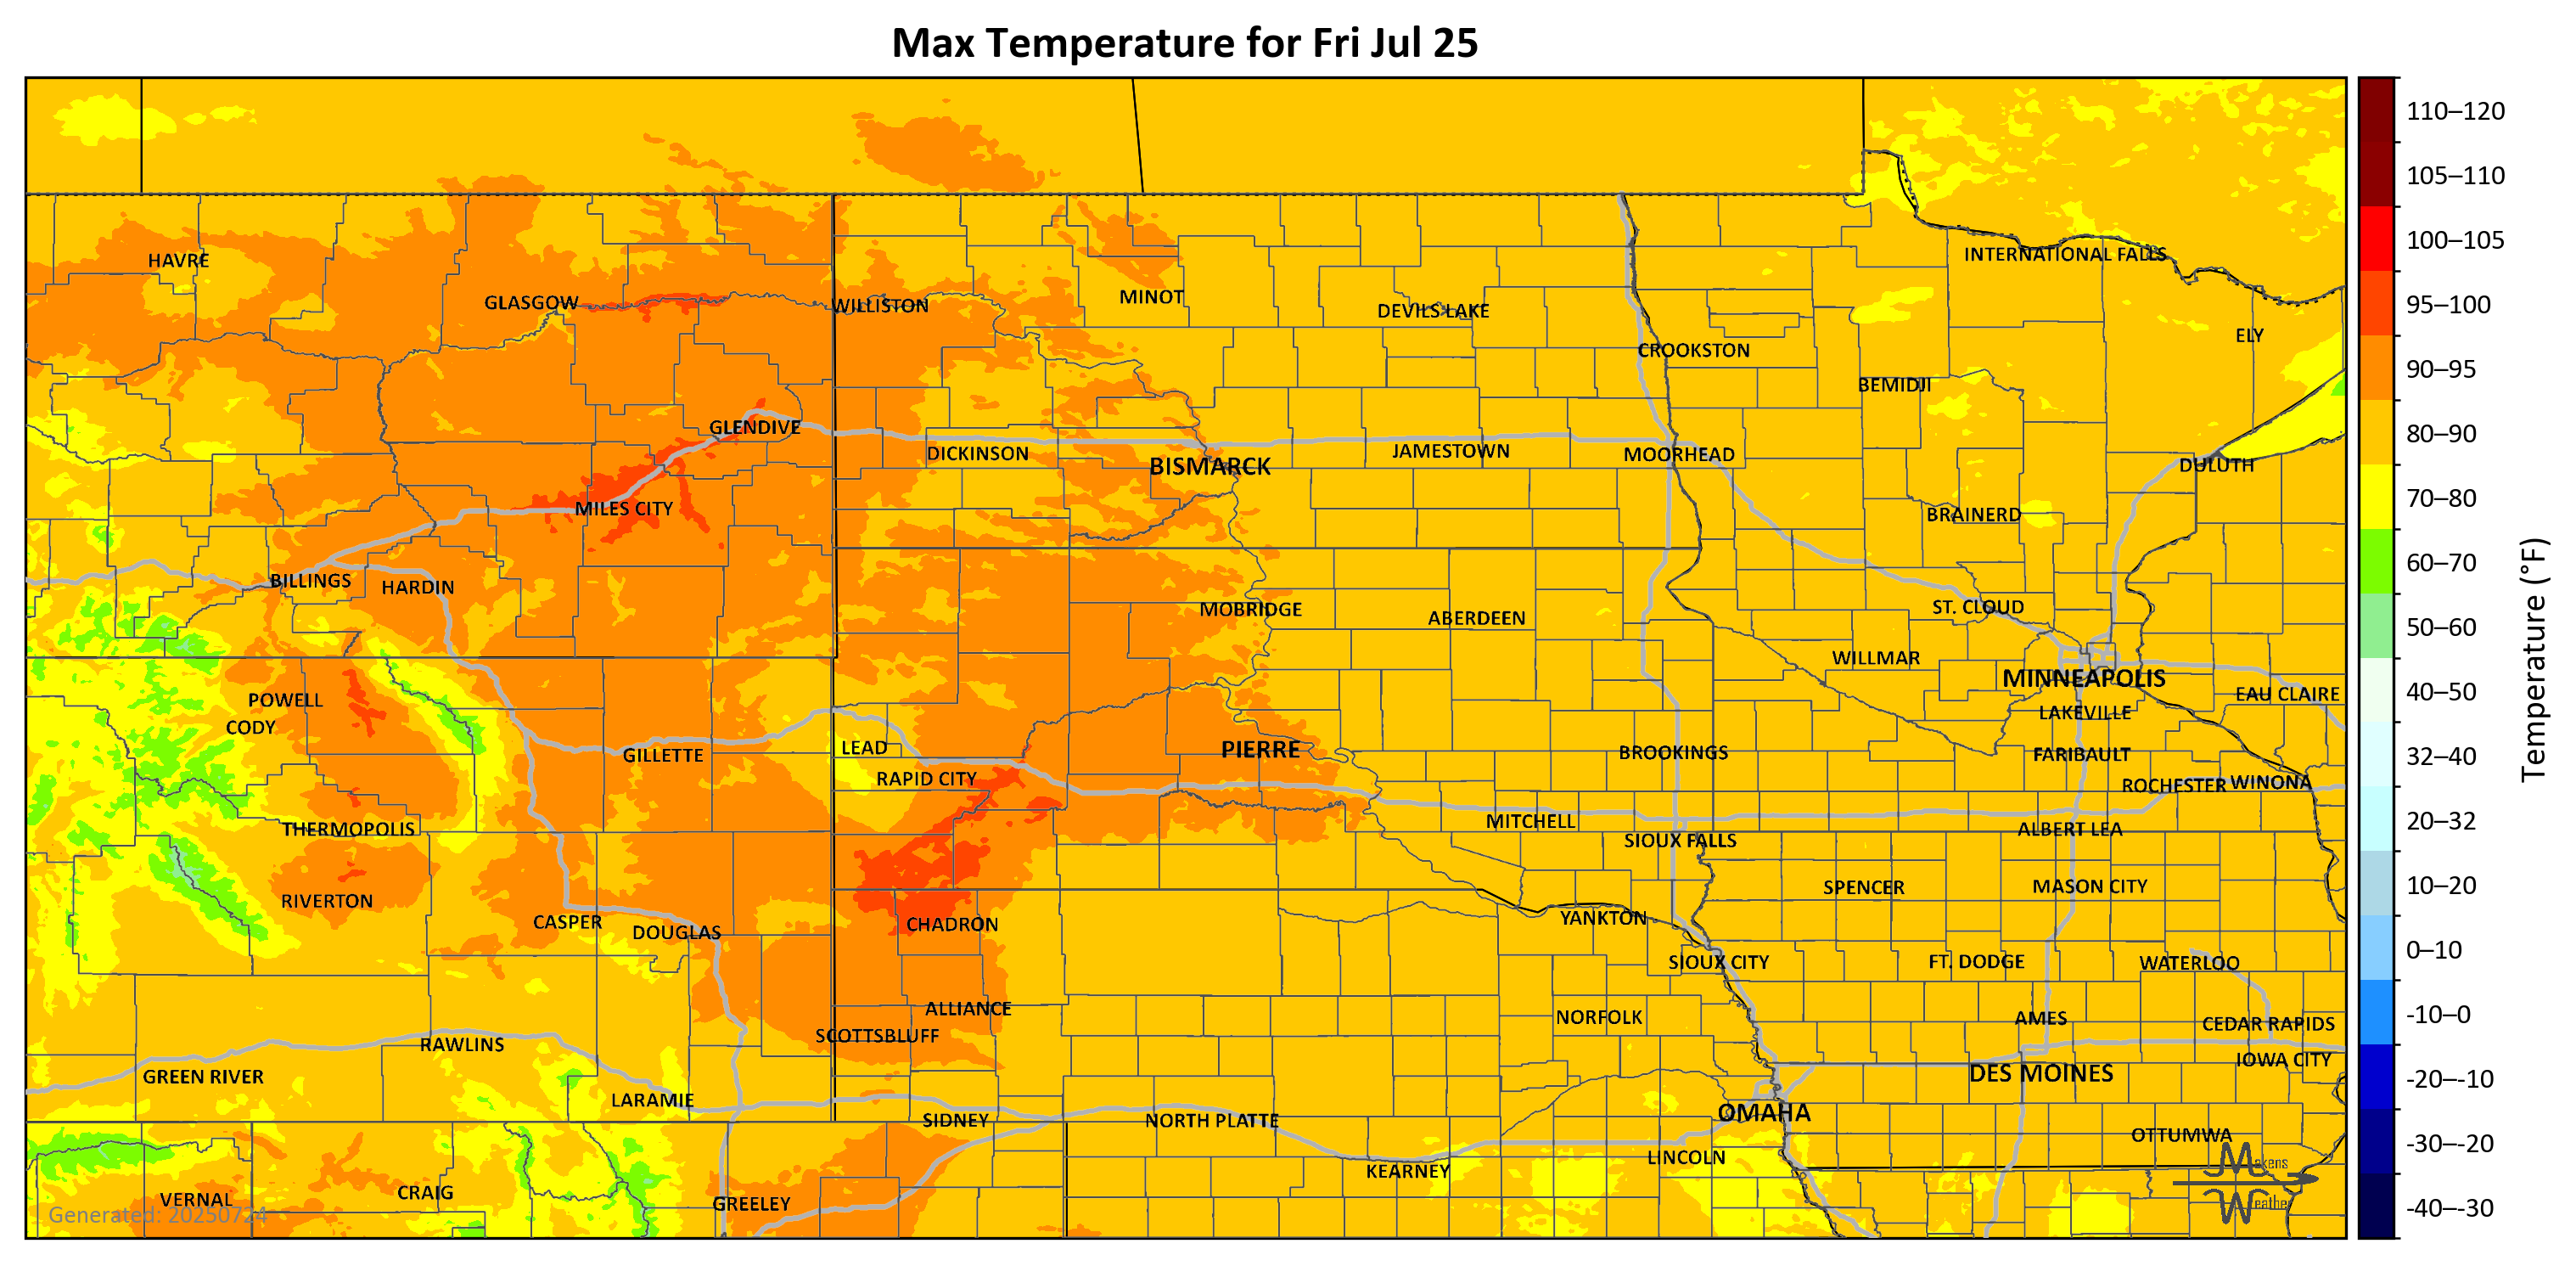 Max Temperature for Fri Jul 25
HAVRE
GLASGOW
WILLISTON
MINOT
DEVILS LAKE
CROOKSTON
INTERNATIONAL FALLS
ELY
BEMIDJI
GLENDIVE
DICKINSON
BISMARCK
JAMESTOWN
MOORHEAD
DULUTH
MILES CITY
BRAINERD
BILLINGS
HARDIN
MOBRIDGE
ABERDEEN
ST. CLOUD
WILLMAR
MINNEAPOLIS
EAU CLAIRE
POWELL
CODY
LAKEVILLE
GILLETTE
LEAD
PIERRE
BROOKINGS
FARIBAULT
RAPID CITY
ROCHESTER
WINONA
THERMOPOLIS
MITCHELL
SIOUX FALLS
ALBERT LEA
RIVERTON
SPENCER
MASON CITY
CASPER
DOUGLAS
CHADRON
YANKTON
SIOUX CITY
FT. DODGE
WATERLOO
ALLIANCE
SCOTTSBLUFF
NORFOLK
AMES
CEDAR RAPIDS
RAWLINS
IOWA CITY
GREEN RIVER
DES MOINES
LARAMIE
SIDNEY
NORTH PLATTE
OMAHA
OTTUMWA
KEARNEY
LINCOLN
VERNAL
CRAIG
GREELEY
Generated: 20250724
Makens
Weather
110–120
105–110
100–105
95–100
90–95
80–90
70–80
60–70
50–60
40–50
32–40
20–32
10–20
0–10
-10–0
-20–-10
-30–-20
-40–-30
Temperature (°F)